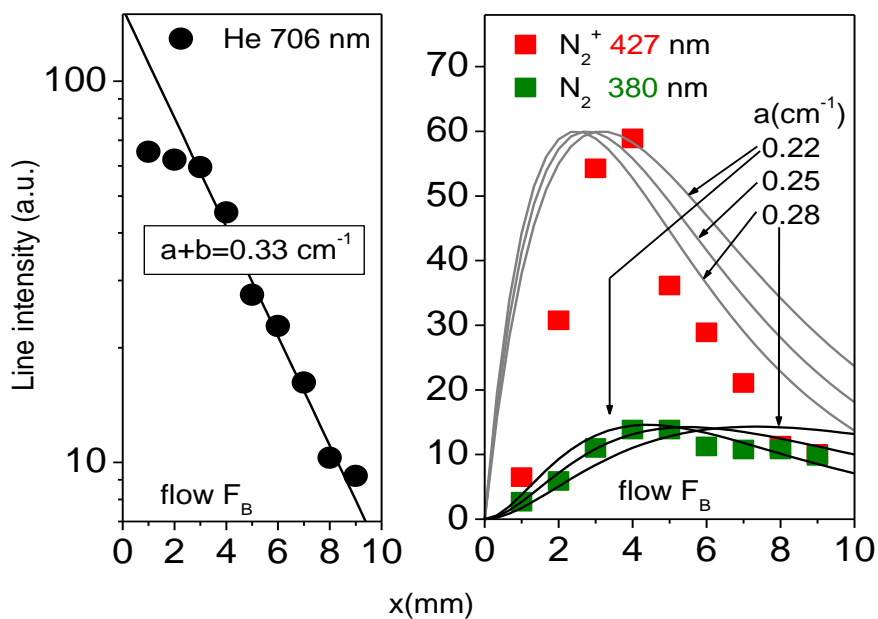 He 706 nm
100
10
a+b=0.33 cm⁻¹
flow F_B
0 2 4 6 8 10
Line intensity (a.u.)
N₂⁺ 427 nm
N₂ 380 nm
a(cm⁻¹)
0.22
0.25
0.28
70
60
50
40
30
20
10
0
flow F_B
0 2 4 6 8 10
x(mm)